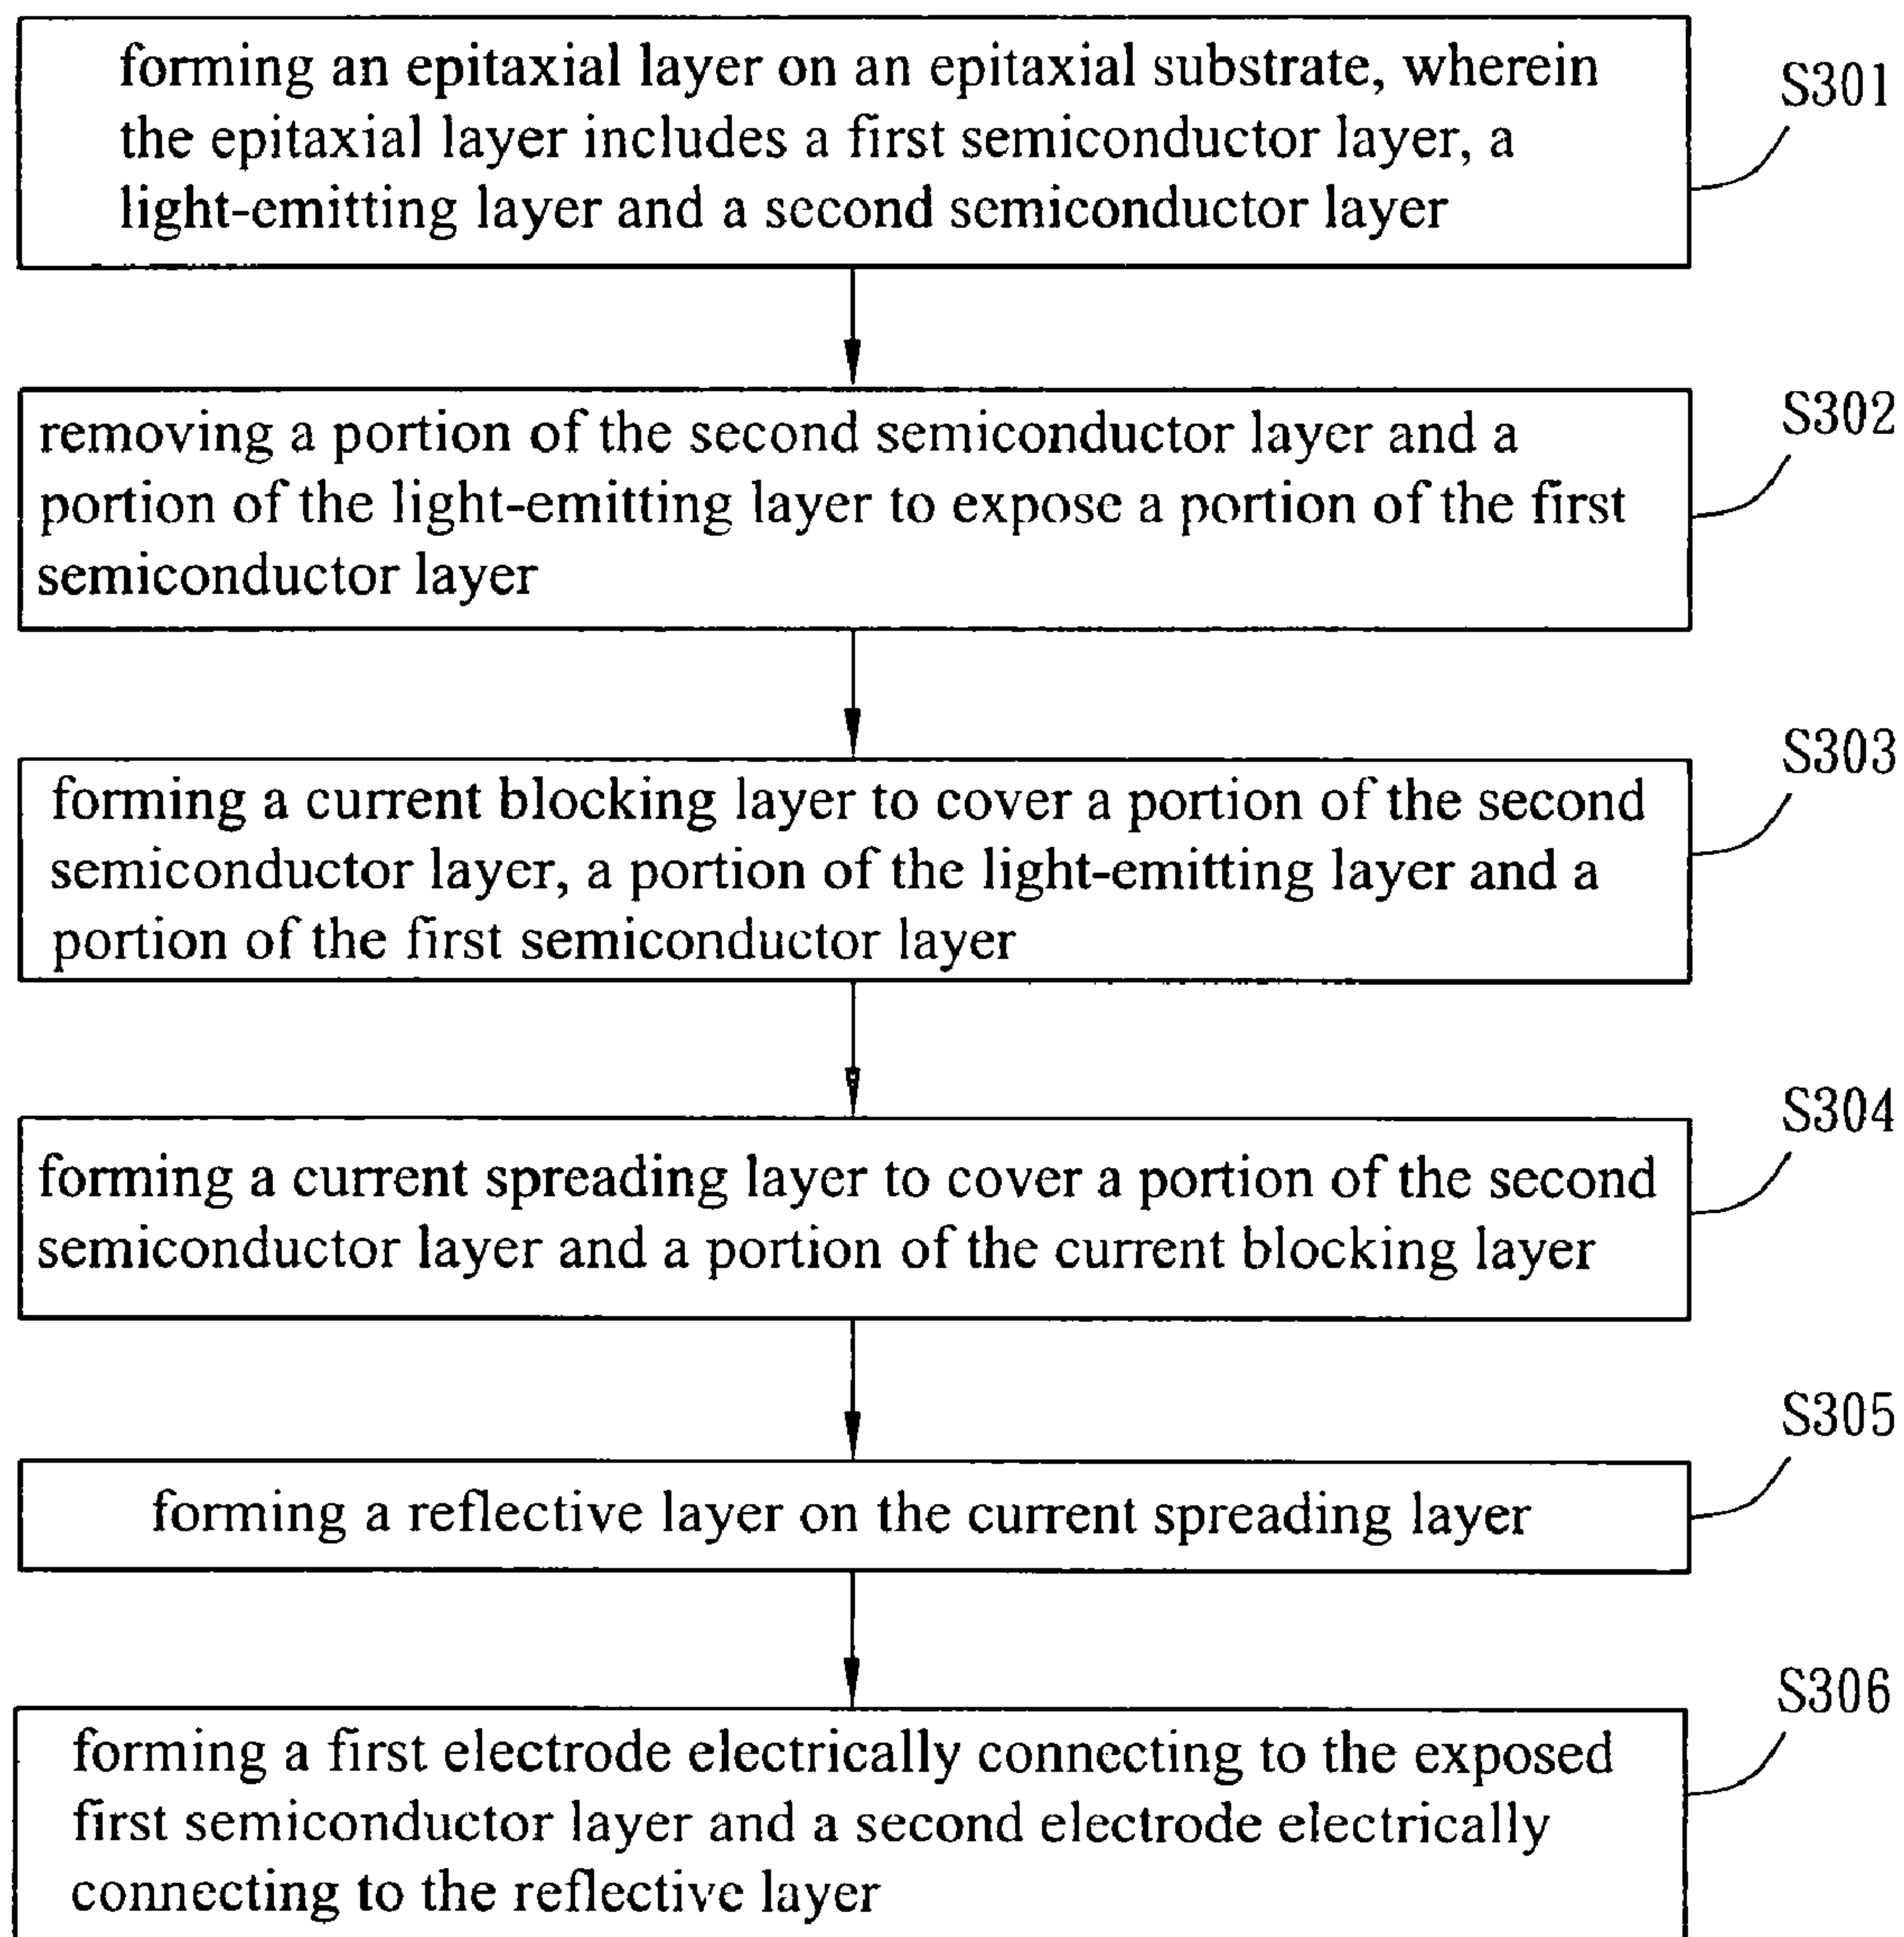 forming an epitaxial layer on an epitaxial substrate, wherein
the epitaxial layer includes a first semiconductor layer, a
light-emitting layer and a second semiconductor layer
S301
removing a portion of the second semiconductor layer and a
portion of the light-emitting layer to expose a portion of the first
semiconductor layer
S302
forming a current blocking layer to cover a portion of the second
semiconductor layer, a portion of the light-emitting layer and a
portion of the first semiconductor layer
S303
forming a current spreading layer to cover a portion of the second
semiconductor layer and a portion of the current blocking layer
S304
forming a reflective layer on the current spreading layer
S305
forming a first electrode electrically connecting to the exposed
first semiconductor layer and a second electrode electrically
connecting to the reflective layer
S306